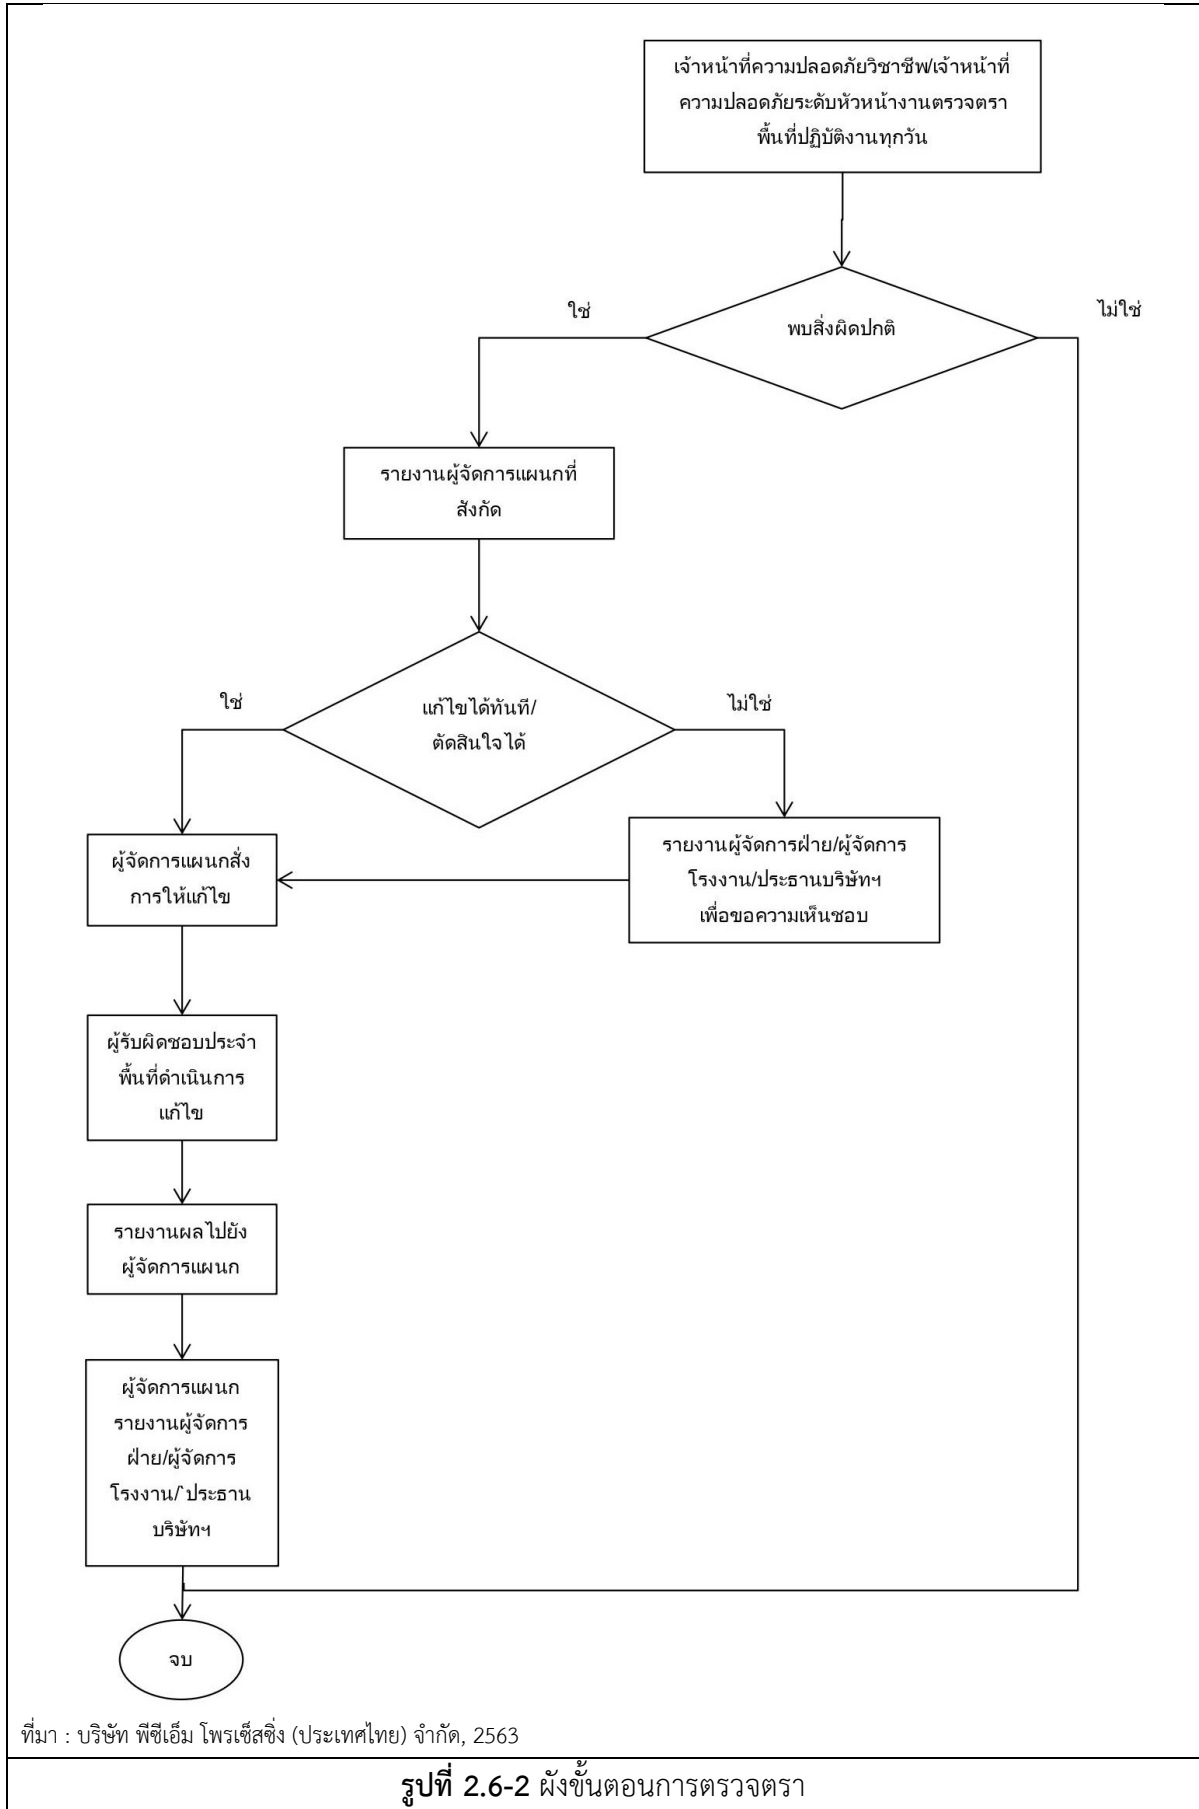 เจ้าหน้าที่ความปลอดภัยวิชาชีพ/เจ้าหน้าที่
ความปลอดภัยระดับหัวหน้างานตรวจตรา
พื้นที่ปฏิบัติงานทุกวัน
พบสิ่งผิดปกติ
ใช่
ไม่ใช่
รายงานผู้จัดการแผนกที่
สังกัด
แก้ไขได้ทันที/
ตัดสินใจได้
ใช่
ไม่ใช่
ผู้จัดการแผนกสั่ง
การให้แก้ไข
รายงานผู้จัดการฝ่าย/ผู้จัดการ
โรงงาน/ประธานบริษัทฯ
เพื่อขอความเห็นชอบ
ผู้รับผิดชอบประจำ
พื้นที่ดำเนินการ
แก้ไข
รายงานผลไปยัง
ผู้จัดการแผนก
ผู้จัดการแผนก
รายงานผู้จัดการ
ฝ่าย/ผู้จัดการ
โรงงาน/`ประธาน
บริษัทฯ
จบ
ที่มา : บริษัท พีซีเอ็ม โพรเซ็สซิ่ง (ประเทศไทย) จำกัด, 2563
รูปที่ 2.6-2 ผังขั้นตอนการตรวจตรา